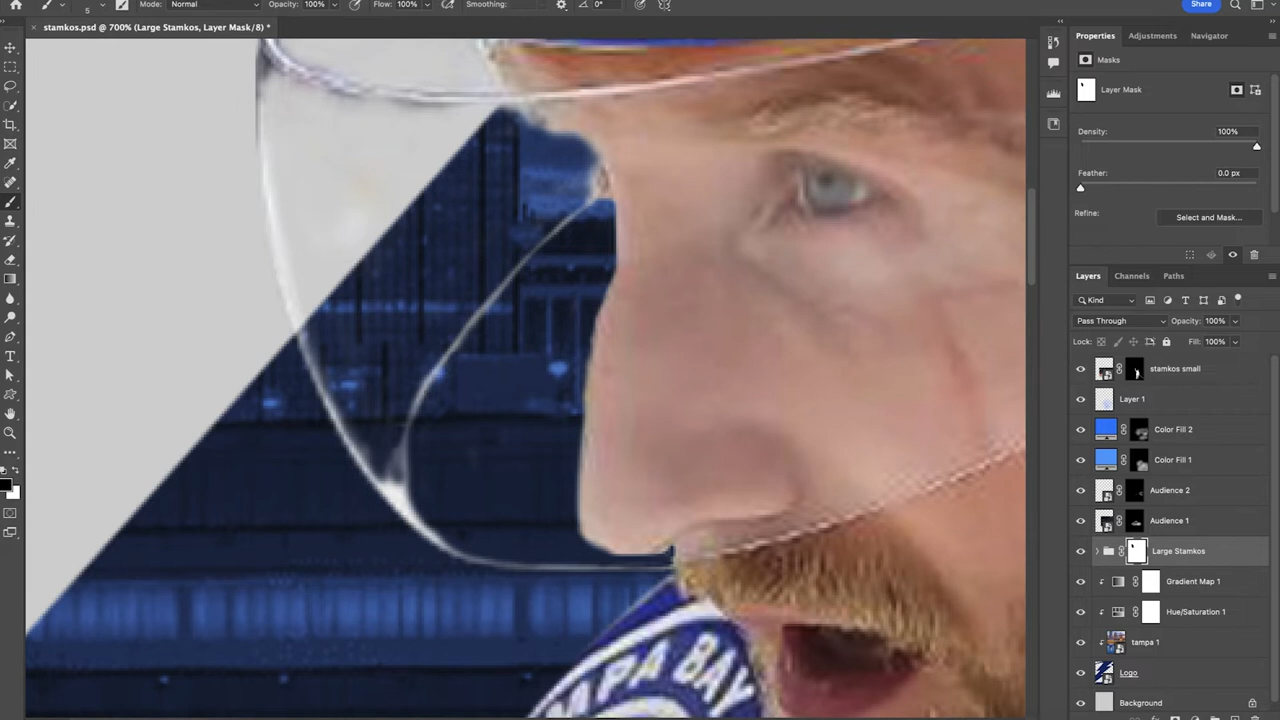 Mode: Normal Opacity: 100% Flow: 100% Smoothing: 0° Share
5
stamkos.psd @ 700% (Large Stamkos, Layer Mask/8) *
Properties Adjustments Navigator
Masks
Layer Mask
Density: 100%
Feather: 0.0 px
Refine: Select and Mask...
Layers Channels Paths
Kind
Pass Through Opacity: 100%
Lock: Fill: 100%
stamkos small
Layer 1
Color Fill 2
Color Fill 1
Audience 2
Audience 1
Large Stamkos
Gradient Map 1
Hue/Saturation 1
tampa 1
Logo
Background
AMPA BAY